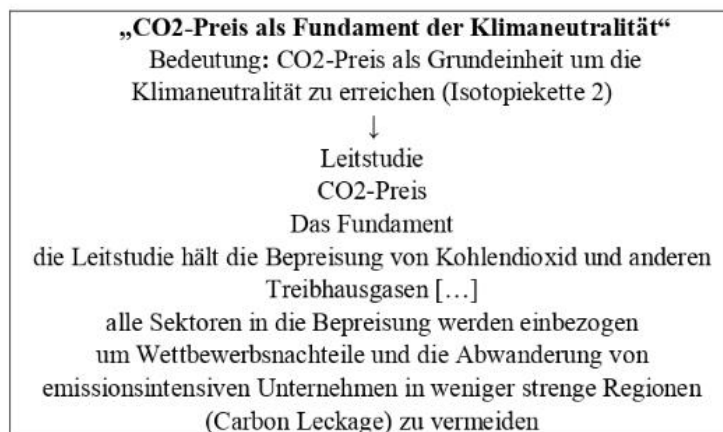 „CO2-Preis als Fundament der Klimaneutralität“
Bedeutung: CO2-Preis als Grundeinheit um die
Klimaneutralität zu erreichen (Isotopiekette 2)
↓
Leitstudie
CO2-Preis
Das Fundament
die Leitstudie hält die Bepreisung von Kohlendioxid und anderen
Treibhausgasen […]
alle Sektoren in die Bepreisung werden einbezogen
um Wettbewerbsnachteile und die Abwanderung von
emissionsintensiven Unternehmen in weniger strenge Regionen
(Carbon Leckage) zu vermeiden